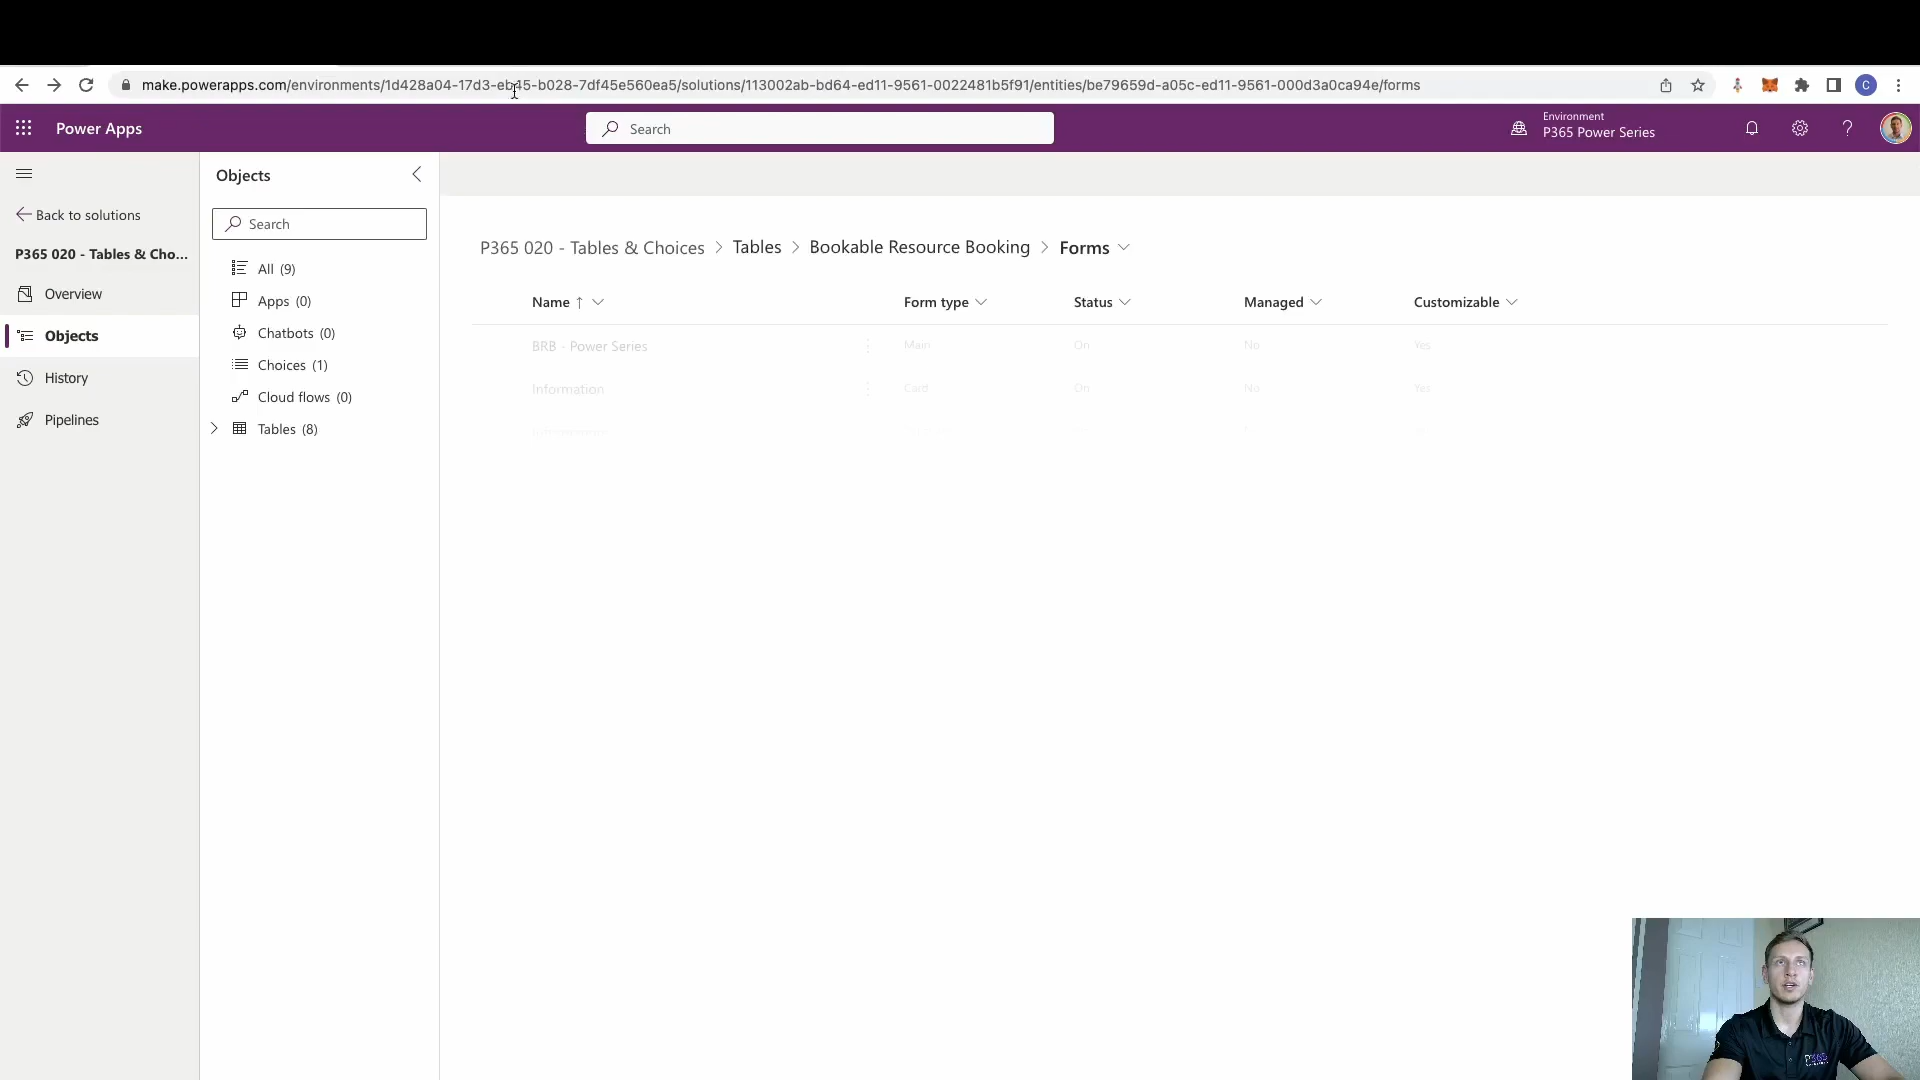 make.powerapps.com/environments/1d428a04-17d3-eb45-b028-7df45e560ea5/solutions/113002ab-bd64-ed11-9561-0022481b5f91/entities/be79659d-a05c-ed11-9561-000d3a0ca94e/forms
C
Power Apps
Search
Environment
P365 Power Series
Back to solutions
P365 020 - Tables & Cho...
Overview
Objects
History
Pipelines
Objects
Search
All (9)
Apps (0)
Chatbots (0)
Choices (1)
Cloud flows (0)
Tables (8)
P365 020 - Tables & Choices > Tables > Bookable Resource Booking > Forms
Name ↑ Form type Status Managed Customizable
BRB - Power Series Main On No Yes
Information Card On No Yes
P365